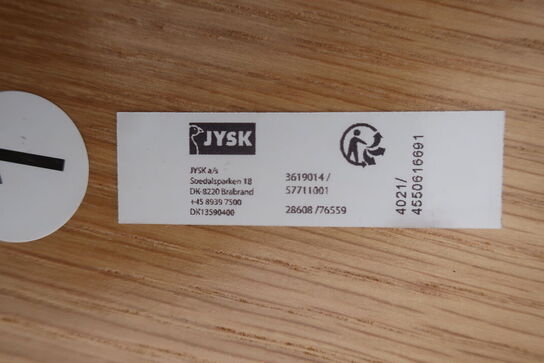 JYSK
JYSK a/s
Soedalsparken 18
DK-8220 Brabrand
+45 8939 7500
DK13590400
3619014 /
57711001
28608 /76559
4021/
4550616691